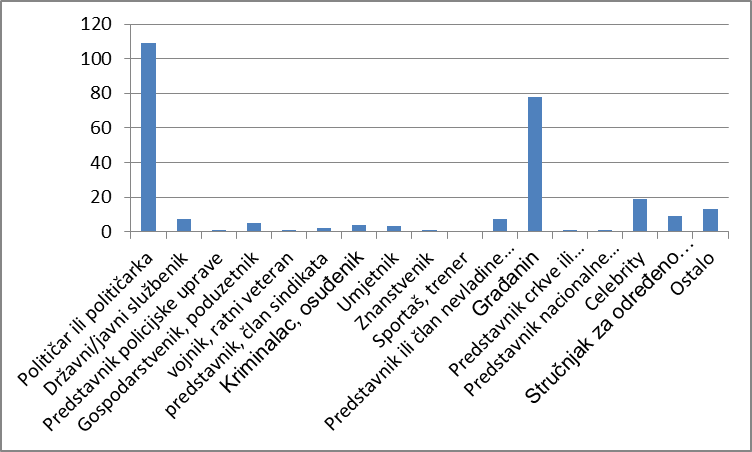 120
100
80
60
40
20
0
Političar ili političarka
Državni/javni službenik
Predstavnik policijske uprave
Gospodarstvenik, poduzetnik
vojnik, ratni veteran
predstavnik, član sindikata
Kriminalac, osuđenik
Umjetnik
Znanstvenik
Sportaš, trener
Predstavnik ili član nevladine...
Građanin
Predstavnik crkve ili...
Predstavnik nacionalne...
Celebrity
Stručnjak za određeno...
Ostalo